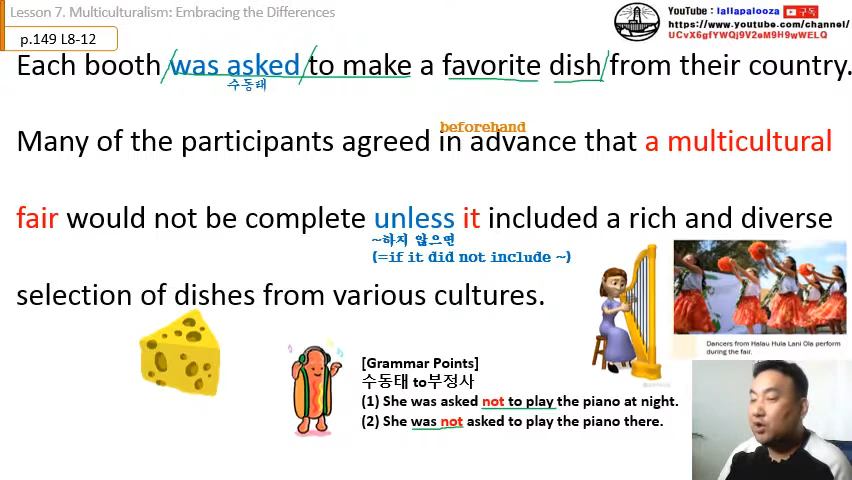 Lesson 7. Multiculturalism: Embracing the Differences
YouTube : lallapalooza 구독
https://www.youtube.com/channel/
UCvX6gfYWQj9V2eM9H9wWELQ
p.149 L8-12
Each booth was asked to make a favorite dish from their country.
수동태
beforehand
Many of the participants agreed in advance that a multicultural
fair would not be complete unless it included a rich and diverse
~하지 않으면
(=if it did not include ~)
selection of dishes from various cultures.
Dancers from Halau Hula Lani Ola perform
during the fair.
[Grammar Points]
수동태 to부정사
(1) She was asked not to play the piano at night.
(2) She was not asked to play the piano there.